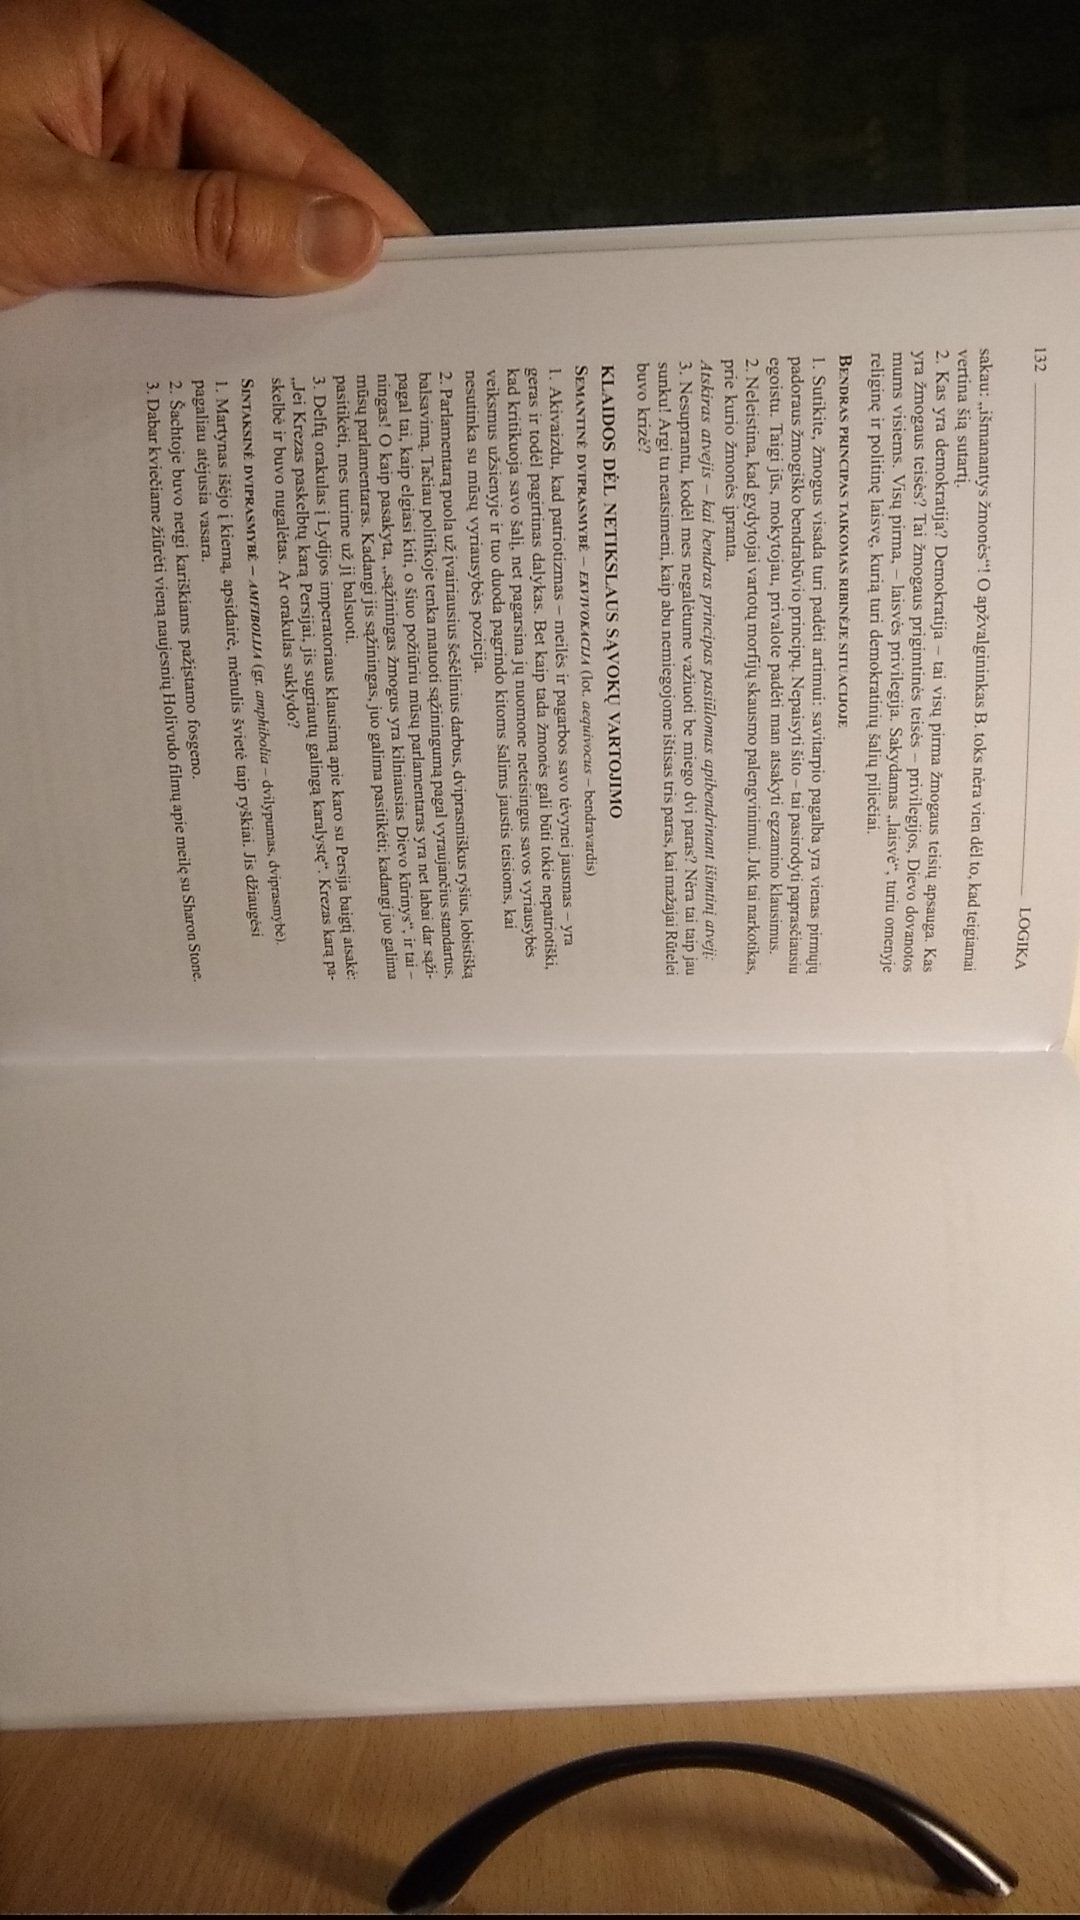 132 LOGIKA
sakau: „išmanantys žmonės“! O apžvalgininkas B. toks nėra vien dėl to, kad teigiamai
vertina šią sutartį.
2. Kas yra demokratija? Demokratija – tai visų pirma žmogaus teisių apsauga. Kas
yra žmogaus teisės? Tai žmogaus prigimtinės teisės – privilegijos, Dievo dovanotos
mums visiems. Visų pirma, – laisvės privilegija. Sakydamas „laisvė“, turiu omenyje
religinę ir politinę laisvę, kurią turi demokratinių šalių piliečiai.
BENDRAS PRINCIPAS TAIKOMAS RIBINĖJE SITUACIJOJE
1. Sutikite, žmogus visada turi padėti artimui: savitarpio pagalba yra vienas pirmųjų
padoraus žmogiško bendrabūvio principų. Nepaisyti šito – tai pasirodyti paprasčiausiu
egoistu. Taigi jūs, mokytojau, privalote padėti man atsakyti egzamino klausimus.
2. Neleistina, kad gydytojai vartotų morfijų skausmo palengvinimui. Juk tai narkotikas,
prie kurio žmonės įpranta.
Atskiras atvejis – kai bendras principas pasiūlomas apibendrinant išimtinį atvejį:
3. Nesuprantu, kodėl mes negalėtume važiuoti be miego dvi paras? Nėra tai taip jau
sunku! Argi tu neatsimeni, kaip abu nemiegojome ištisas tris paras, kai mažajai Rūtelei
buvo krizė?
KLAIDOS DĖL NETIKSLAUS SĄVOKŲ VARTOJIMO
SEMANTINĖ DVIPRASMYBĖ – EKVIVOKACIJA (lot. aequivocus – bendravardis)
1. Akivaizdu, kad patriotizmas – meilės ir pagarbos savo tėvynei jausmas – yra
geras ir todėl pagirtinas dalykas. Bet kaip tada žmonės gali būti tokie nepatriotiški,
kad kritikuoja savo šalį, net pagarsina jų nuomone neteisingus savos vyriausybės
veiksmus užsienyje ir tuo duoda pagrindo kitoms šalims jaustis teisioms, kai
nesutinka su mūsų vyriausybės pozicija.
2. Parlamentarą puola už įvairiausius šešėlinius darbus, dviprasmiškus ryšius, lobistišką
balsavimą. Tačiau politikoje tenka matuoti sąžiningumą pagal vyraujančius standartus,
pagal tai, kaip elgiasi kiti, o šiuo požiūriu mūsų parlamentaras yra net labai dar sąži-
ningas! O kaip pasakyta, „sąžiningas žmogus yra kilniausias Dievo kūrinys“, ir tai –
mūsų parlamentaras. Kadangi jis sąžiningas, juo galima pasitikėti; kadangi juo galima
pasitikėti, mes turime už jį balsuoti.
3. Delfų orakulas į Lydijos imperatoriaus klausimą apie karo su Persija baigtį atsakė:
„Jei Krezas paskelbtų karą Persijai, jis sugriautų galingą karalystę“. Krezas karą pa-
skelbė ir buvo nugalėtas. Ar orakulas suklydo?
SINTAKSINĖ DVIPRASMYBĖ – AMFIBOLIJA (gr. amphibolia – dvilypumas, dviprasmybė).
1. Martynas išėjo į kiemą, apsidairė, mėnulis švietė taip ryškiai. Jis džiaugėsi
pagaliau atėjusia vasara.
2. Šachtoje buvo netgi kariškiams pažįstamo fosgeno.
3. Dabar kviečiame žiūrėti vieną naujesnių Holivudo filmų apie meilę su Sharon Stone.